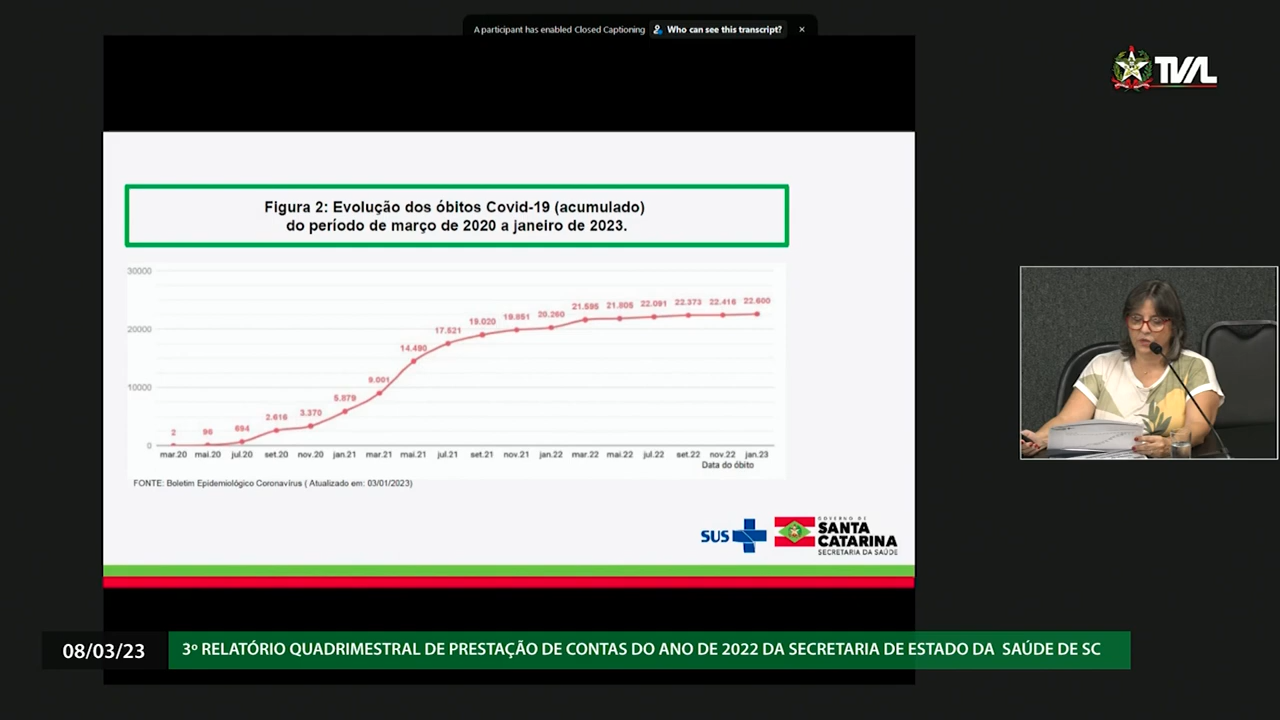 A participant has enabled Closed Captioning Who can see this transcript? ×
TVAL
Figura 2: Evolução dos óbitos Covid-19 (acumulado)
do período de março de 2020 a janeiro de 2023.
30000
20000
10000
0
2 96 694 2.616 3.370 5.879 9.001 14.490 17.521 19.020 19.851 20.260 21.595 21.805 22.091 22.373 22.416 22.600
mar.20 mai.20 jul.20 set.20 nov.20 jan.21 mar.21 mai.21 jul.21 set.21 nov.21 jan.22 mar.22 mai.22 jul.22 set.22 nov.22 jan.23
Data do óbito
FONTE: Boletim Epidemiológico Coronavírus ( Atualizado em: 03/01/2023)
SUS
GOVERNO DE
SANTA
CATARINA
SECRETARIA DA SAÚDE
08/03/23
3º RELATÓRIO QUADRIMESTRAL DE PRESTAÇÃO DE CONTAS DO ANO DE 2022 DA SECRETARIA DE ESTADO DA SAÚDE DE SC